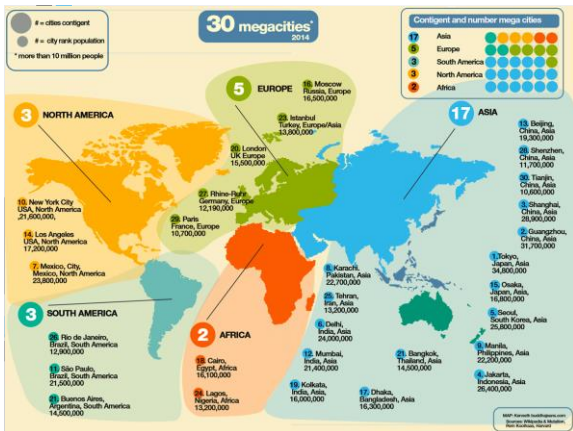 # = cities contigent
# = city rank population
* more than 10 million people
30 megacities*
2014
Contigent and number mega cities
17 Asia
5 Europe
3 South America
3 North America
2 Africa
3 NORTH AMERICA
10. New York City
USA, North America
,21,600,000,
14. Los Angeles
USA, North America
17,200,000
7. Mexico, City,
Mexico, North America
23,800,000
5 EUROPE
16. Moscow
Russia, Europe
16,500,000
23. Istanbul
Turkey, Europe/Asia
13,800,000
20. London
UK Europe
15,500,000
27. Rhine-Ruhr
Germany, Europe
12,190,000
29. Paris
France, Europe
10,700,000
17 ASIA
13. Beijing,
China, Asia
19,300,000
28. Shenzhen,
China, Asia
11,700,000
30. Tianjin,
China, Asia
10,600,000
3. Shanghai,
China, Asia
28,900,000
2. Guangzhou,
China, Asia
31,700,000
1. Tokyo,
Japan, Asia
34,800,000
15. Osaka,
Japan, Asia
16,800,000
5. Seoul,
South Korea, Asia
25,800,000
9. Manila,
Philippines, Asia
22,200,000
4. Jakarta,
Indonesia, Asia
26,400,000
8. Karachi,
Pakistan, Asia
22,700,000
25. Tehran,
Iran, Asia
13,200,000
6. Delhi,
India, Asia
24,000,000
12. Mumbai,
India, Asia
21,400,000
19. Kolkata,
India, Asia
16,000,000
21. Bangkok,
Thailand, Asia
14,500,000
17. Dhaka,
Bangladesh, Asia
16,300,000
3 SOUTH AMERICA
26. Rio de Janeiro,
Brazil, South America
12,900,000
11. São Paulo,
Brazil, South America
21,500,000
21. Buenos Aires,
Argentina, South America
14,500,000
2 AFRICA
18. Cairo,
Egypt, Africa
16,100,000
24. Lagos,
Nigeria, Africa
13,200,000
Sources: Wikipedia &